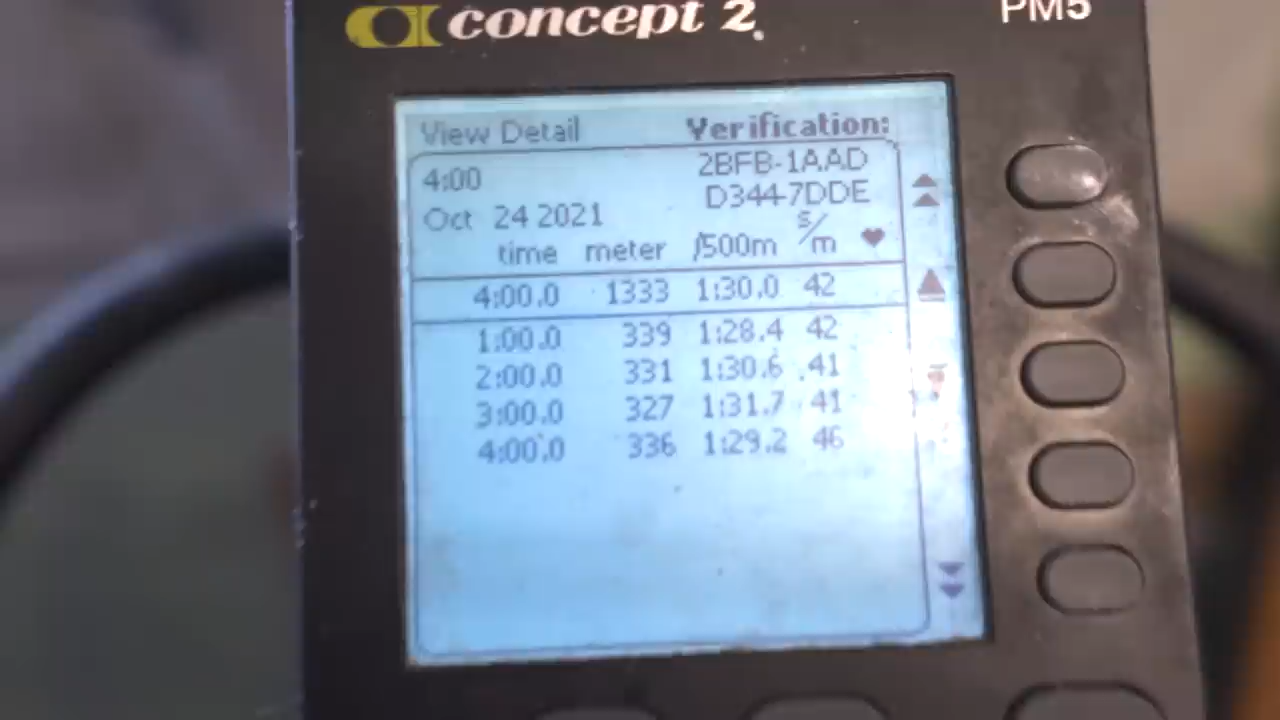 concept 2. PM5
View Detail Verification:
4:00 2BFB-1AAD
Oct 24 2021 D344-7DDE
time meter /500m s/m
4:00.0 1333 1:30.0 42
1:00.0 339 1:28.4 42
2:00.0 331 1:30.6 41
3:00.0 327 1:31.7 41
4:00.0 336 1:29.2 46